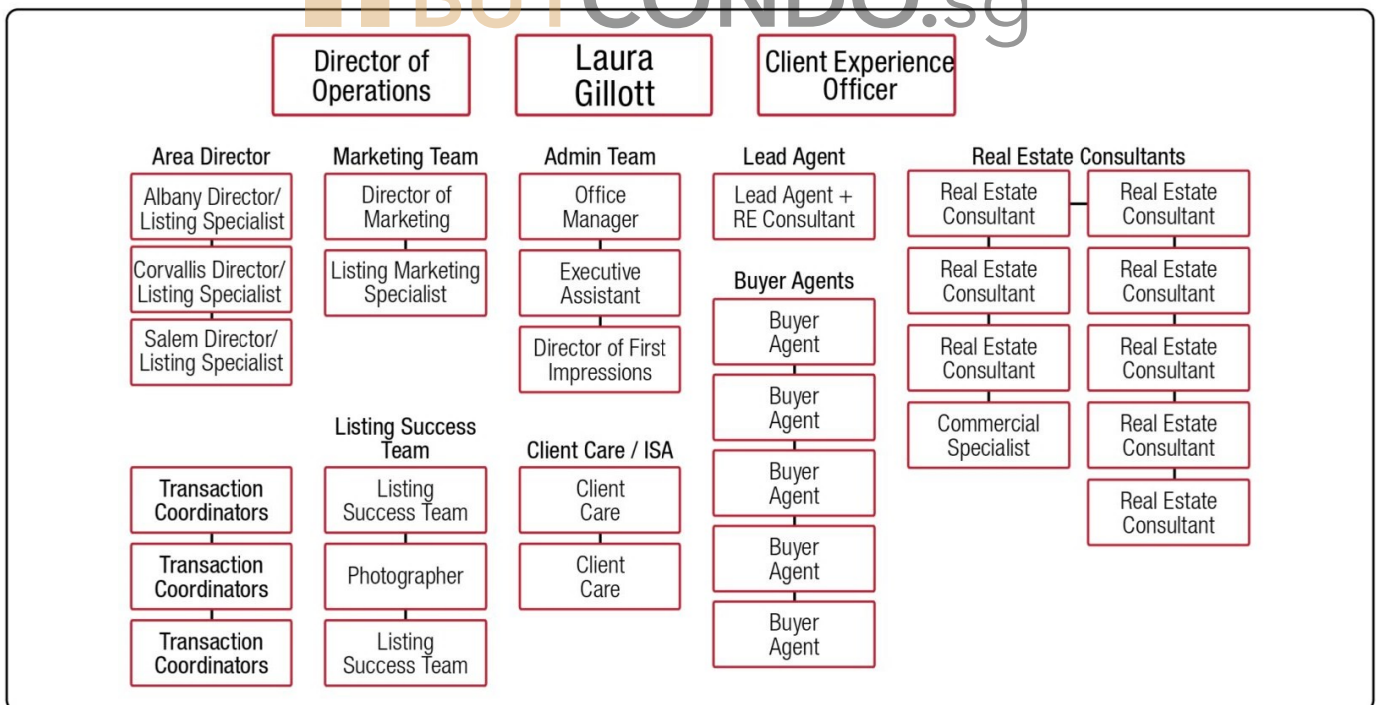 BUYCONDO.sg
Director of
Operations
Laura
Gillott
Client Experience
Officer
Area Director
Albany Director/
Listing Specialist
Corvallis Director/
Listing Specialist
Salem Director/
Listing Specialist
Marketing Team
Director of
Marketing
Listing Marketing
Specialist
Admin Team
Office
Manager
Executive
Assistant
Director of First
Impressions
Lead Agent
Lead Agent +
RE Consultant
Buyer Agents
Buyer
Agent
Buyer
Agent
Buyer
Agent
Buyer
Agent
Buyer
Agent
Real Estate Consultants
Real Estate
Consultant
Real Estate
Consultant
Real Estate
Consultant
Commercial
Specialist
Real Estate
Consultant
Real Estate
Consultant
Real Estate
Consultant
Real Estate
Consultant
Real Estate
Consultant
Transaction
Coordinators
Transaction
Coordinators
Transaction
Coordinators
Listing Success
Team
Listing
Success Team
Photographer
Listing
Success Team
Client Care / ISA
Client
Care
Client
Care